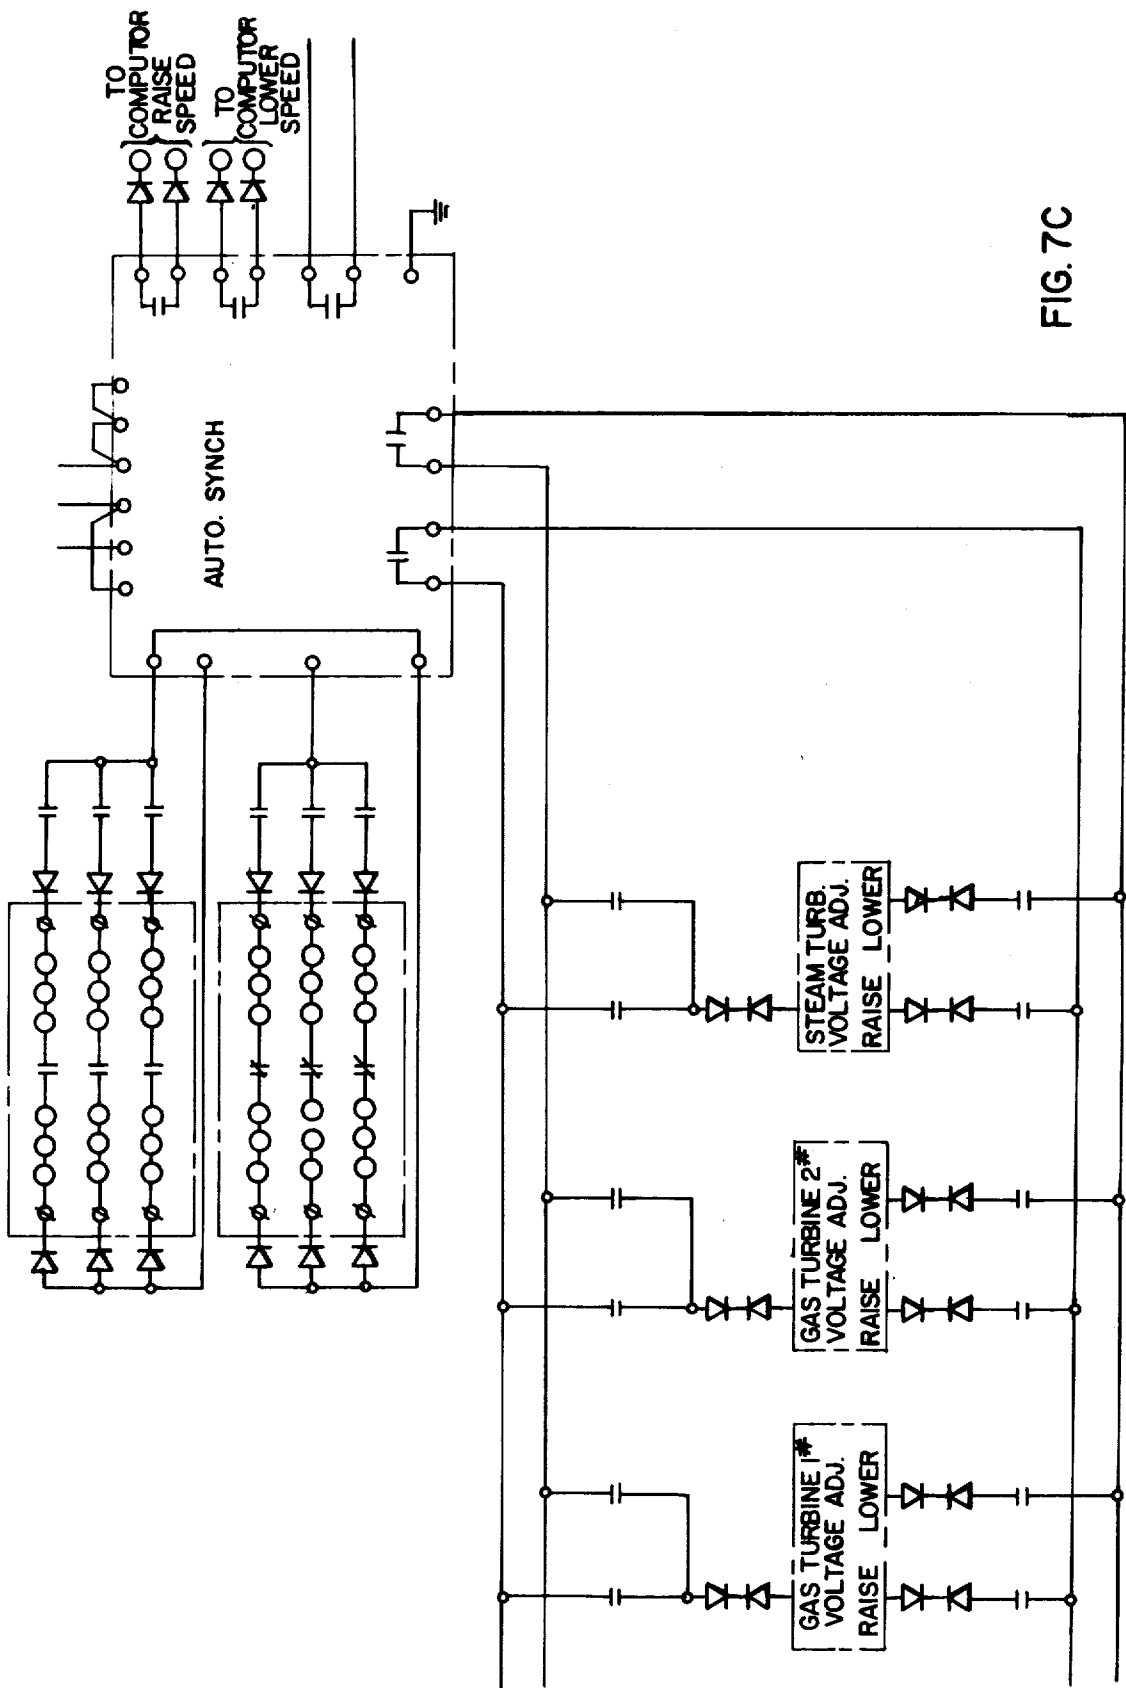 TO
COMPUTOR
RAISE
SPEED
TO
COMPUTOR
LOWER
SPEED
AUTO. SYNCH
STEAM TURB.
VOLTAGE ADJ.
RAISE LOWER
GAS TURBINE 2#
VOLTAGE ADJ.
RAISE LOWER
GAS TURBINE 1#
VOLTAGE ADJ.
RAISE LOWER
FIG. 7C